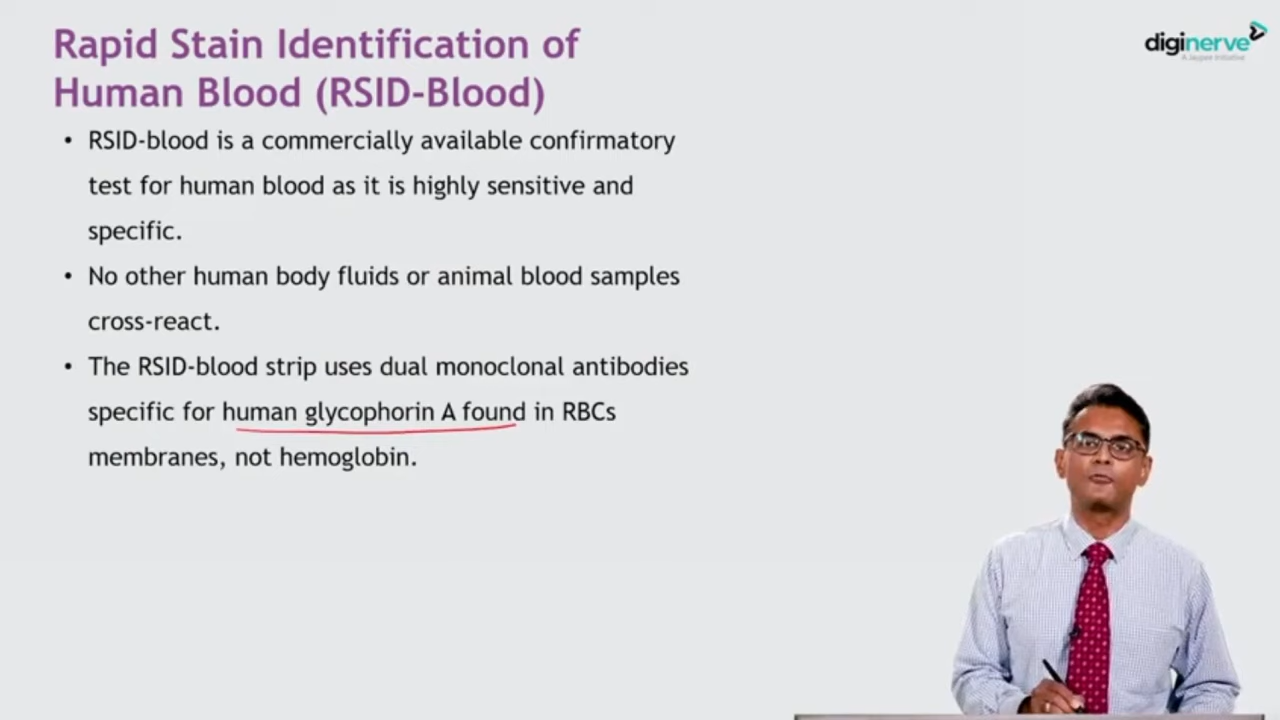 Rapid Stain Identification of
Human Blood (RSID-Blood)
diginerve
A Jaypee Initiative
• RSID-blood is a commercially available confirmatory
test for human blood as it is highly sensitive and
specific.
• No other human body fluids or animal blood samples
cross-react.
• The RSID-blood strip uses dual monoclonal antibodies
specific for human glycophorin A found in RBCs
membranes, not hemoglobin.